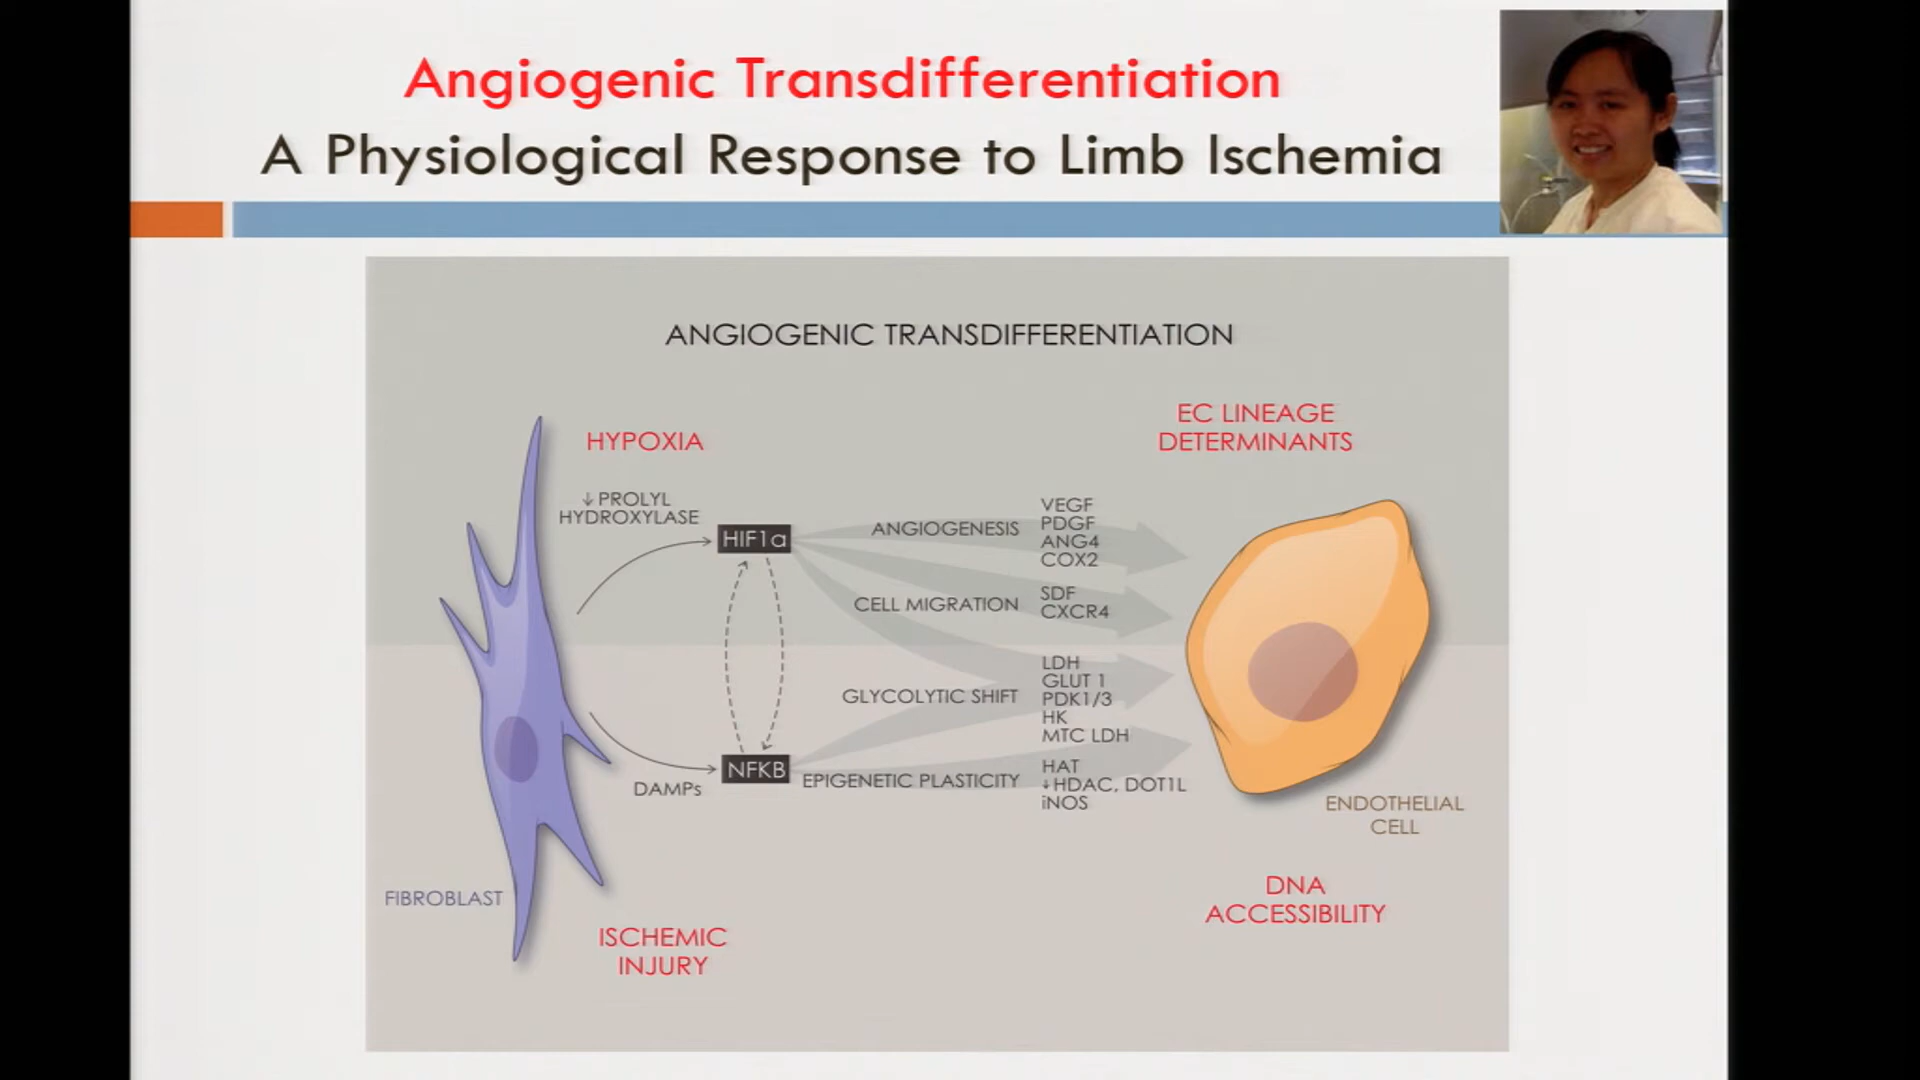 Angiogenic Transdifferentiation
A Physiological Response to Limb Ischemia
ANGIOGENIC TRANSDIFFERENTIATION
HYPOXIA
EC LINEAGE
DETERMINANTS
↓ PROLYL
HYDROXYLASE
HIF1a
ANGIOGENESIS
VEGF
PDGF
ANG4
COX2
CELL MIGRATION
SDF
CXCR4
GLYCOLYTIC SHIFT
LDH
GLUT 1
PDK1/3
HK
MTC LDH
NFKB
DAMPs
EPIGENETIC PLASTICITY
HAT
↓HDAC, DOT1L
iNOS
ENDOTHELIAL
CELL
FIBROBLAST
ISCHEMIC
INJURY
DNA
ACCESSIBILITY